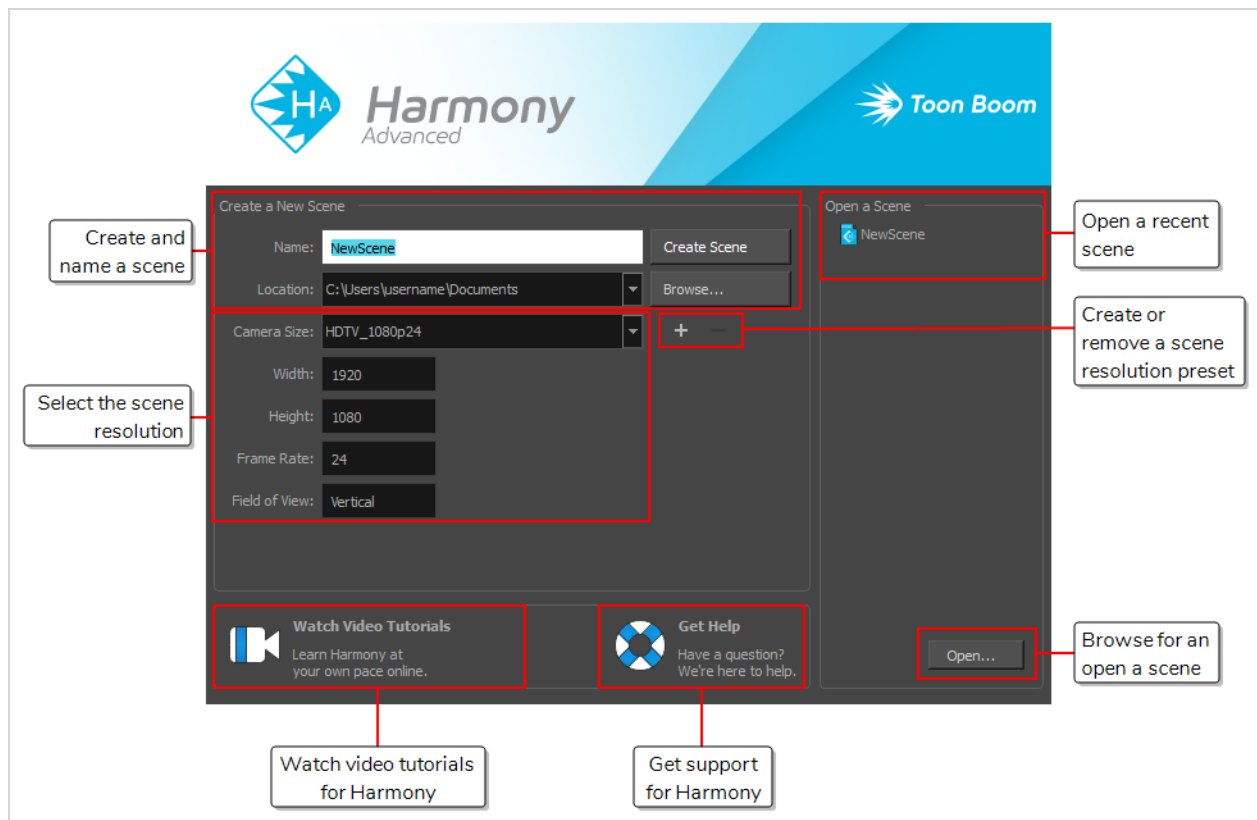 HA
Harmony
Advanced
Toon Boom
Create a New Scene
Name:
NewScene
Create Scene
Location:
C:\Users\username\Documents
Browse...
Camera Size:
HDTV_1080p24
+ −
Width:
1920
Height:
1080
Frame Rate:
24
Field of View:
Vertical
Open a Scene
NewScene
Open...
Watch Video Tutorials
Learn Harmony at
your own pace online.
Get Help
Have a question?
We're here to help.
Create and
name a scene
Select the scene
resolution
Open a recent
scene
Create or
remove a scene
resolution preset
Browse for an
open a scene
Watch video tutorials
for Harmony
Get support
for Harmony